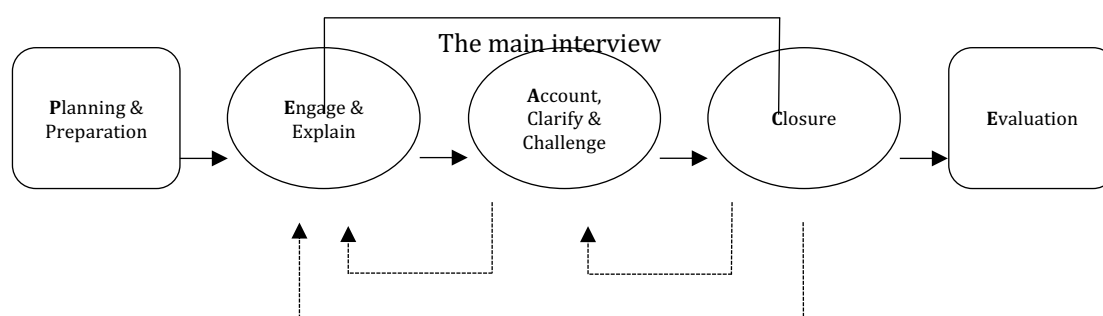 The main interview
Planning &
Preparation
Engage &
Explain
Account,
Clarify &
Challenge
Closure
Evaluation